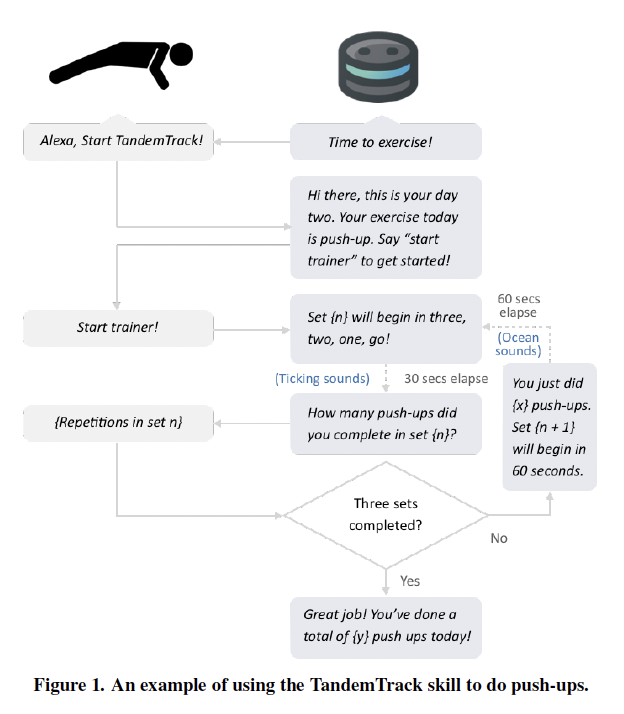 Alexa, Start TandemTrack!
Time to exercise!
Hi there, this is your day
two. Your exercise today
is push-up. Say “start
trainer” to get started!
Start trainer!
Set {n} will begin in three,
two, one, go!
60 secs
elapse
(Ocean
sounds)
(Ticking sounds)
30 secs elapse
You just did
{x} push-ups.
Set {n + 1}
will begin in
60 seconds.
{Repetitions in set n}
How many push-ups did
you complete in set {n}?
Three sets
completed?
No
Yes
Great job! You’ve done a
total of {y} push ups today!
Figure 1. An example of using the TandemTrack skill to do push-ups.